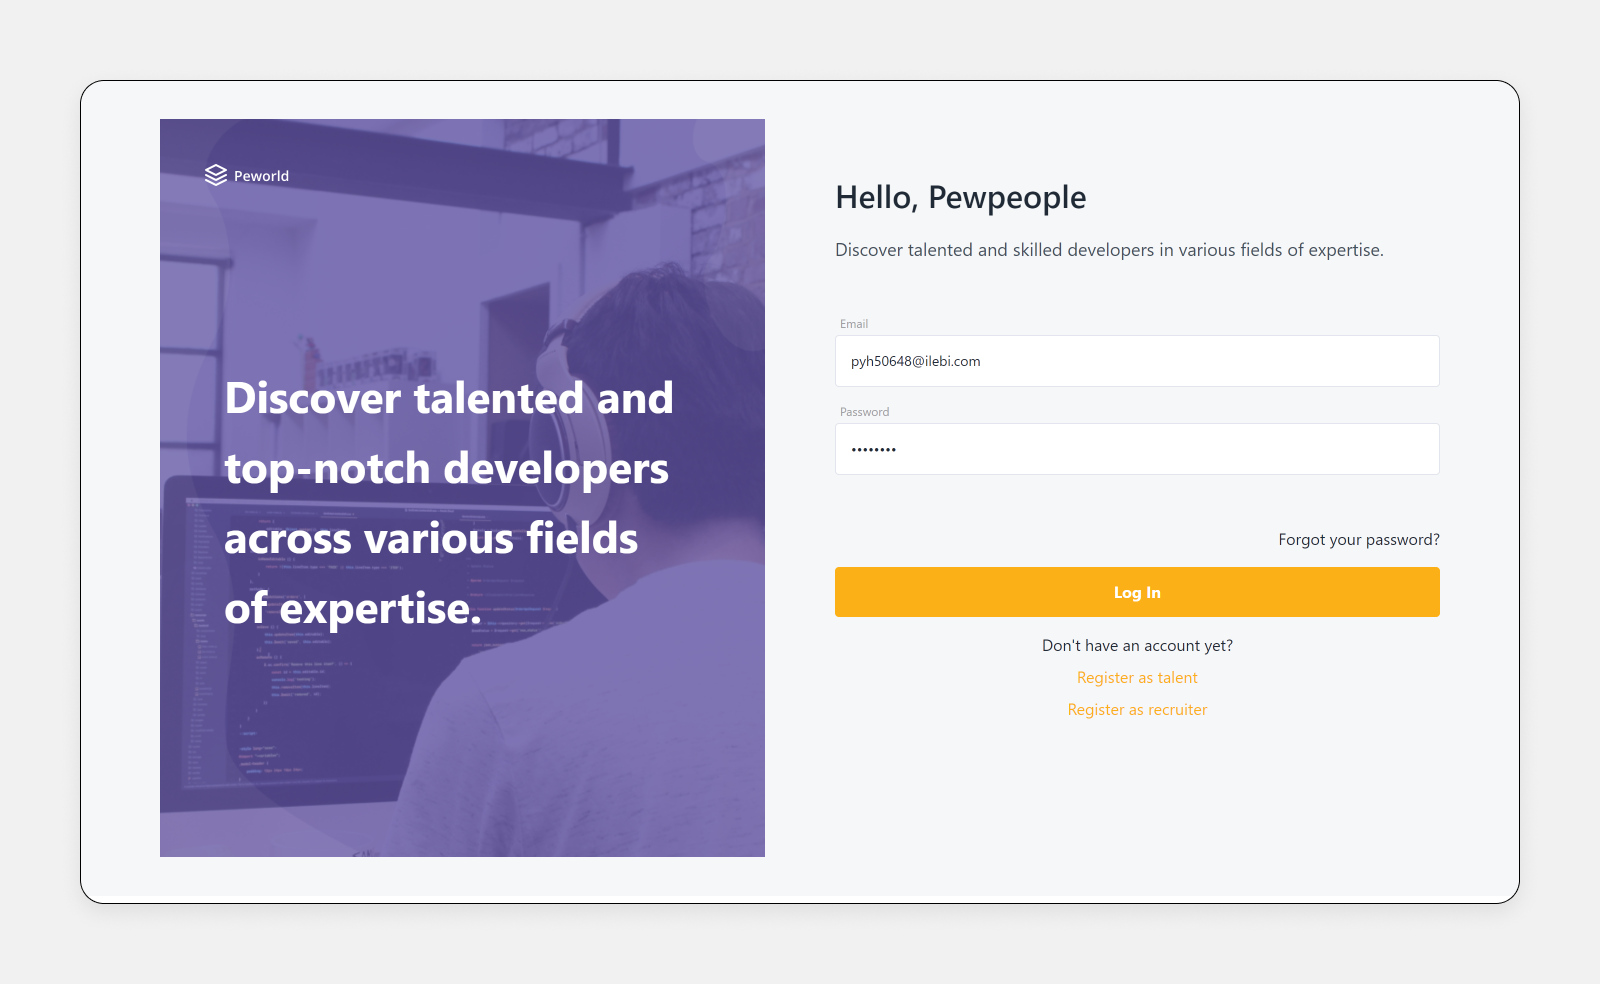 Peworld
Discover talented and
top-notch developers
across various fields
of expertise.
Hello, Pewpeople
Discover talented and skilled developers in various fields of expertise.
Email
pyh50648@ilebi.com
Password
••••••••
Forgot your password?
Log In
Don't have an account yet?
Register as talent
Register as recruiter